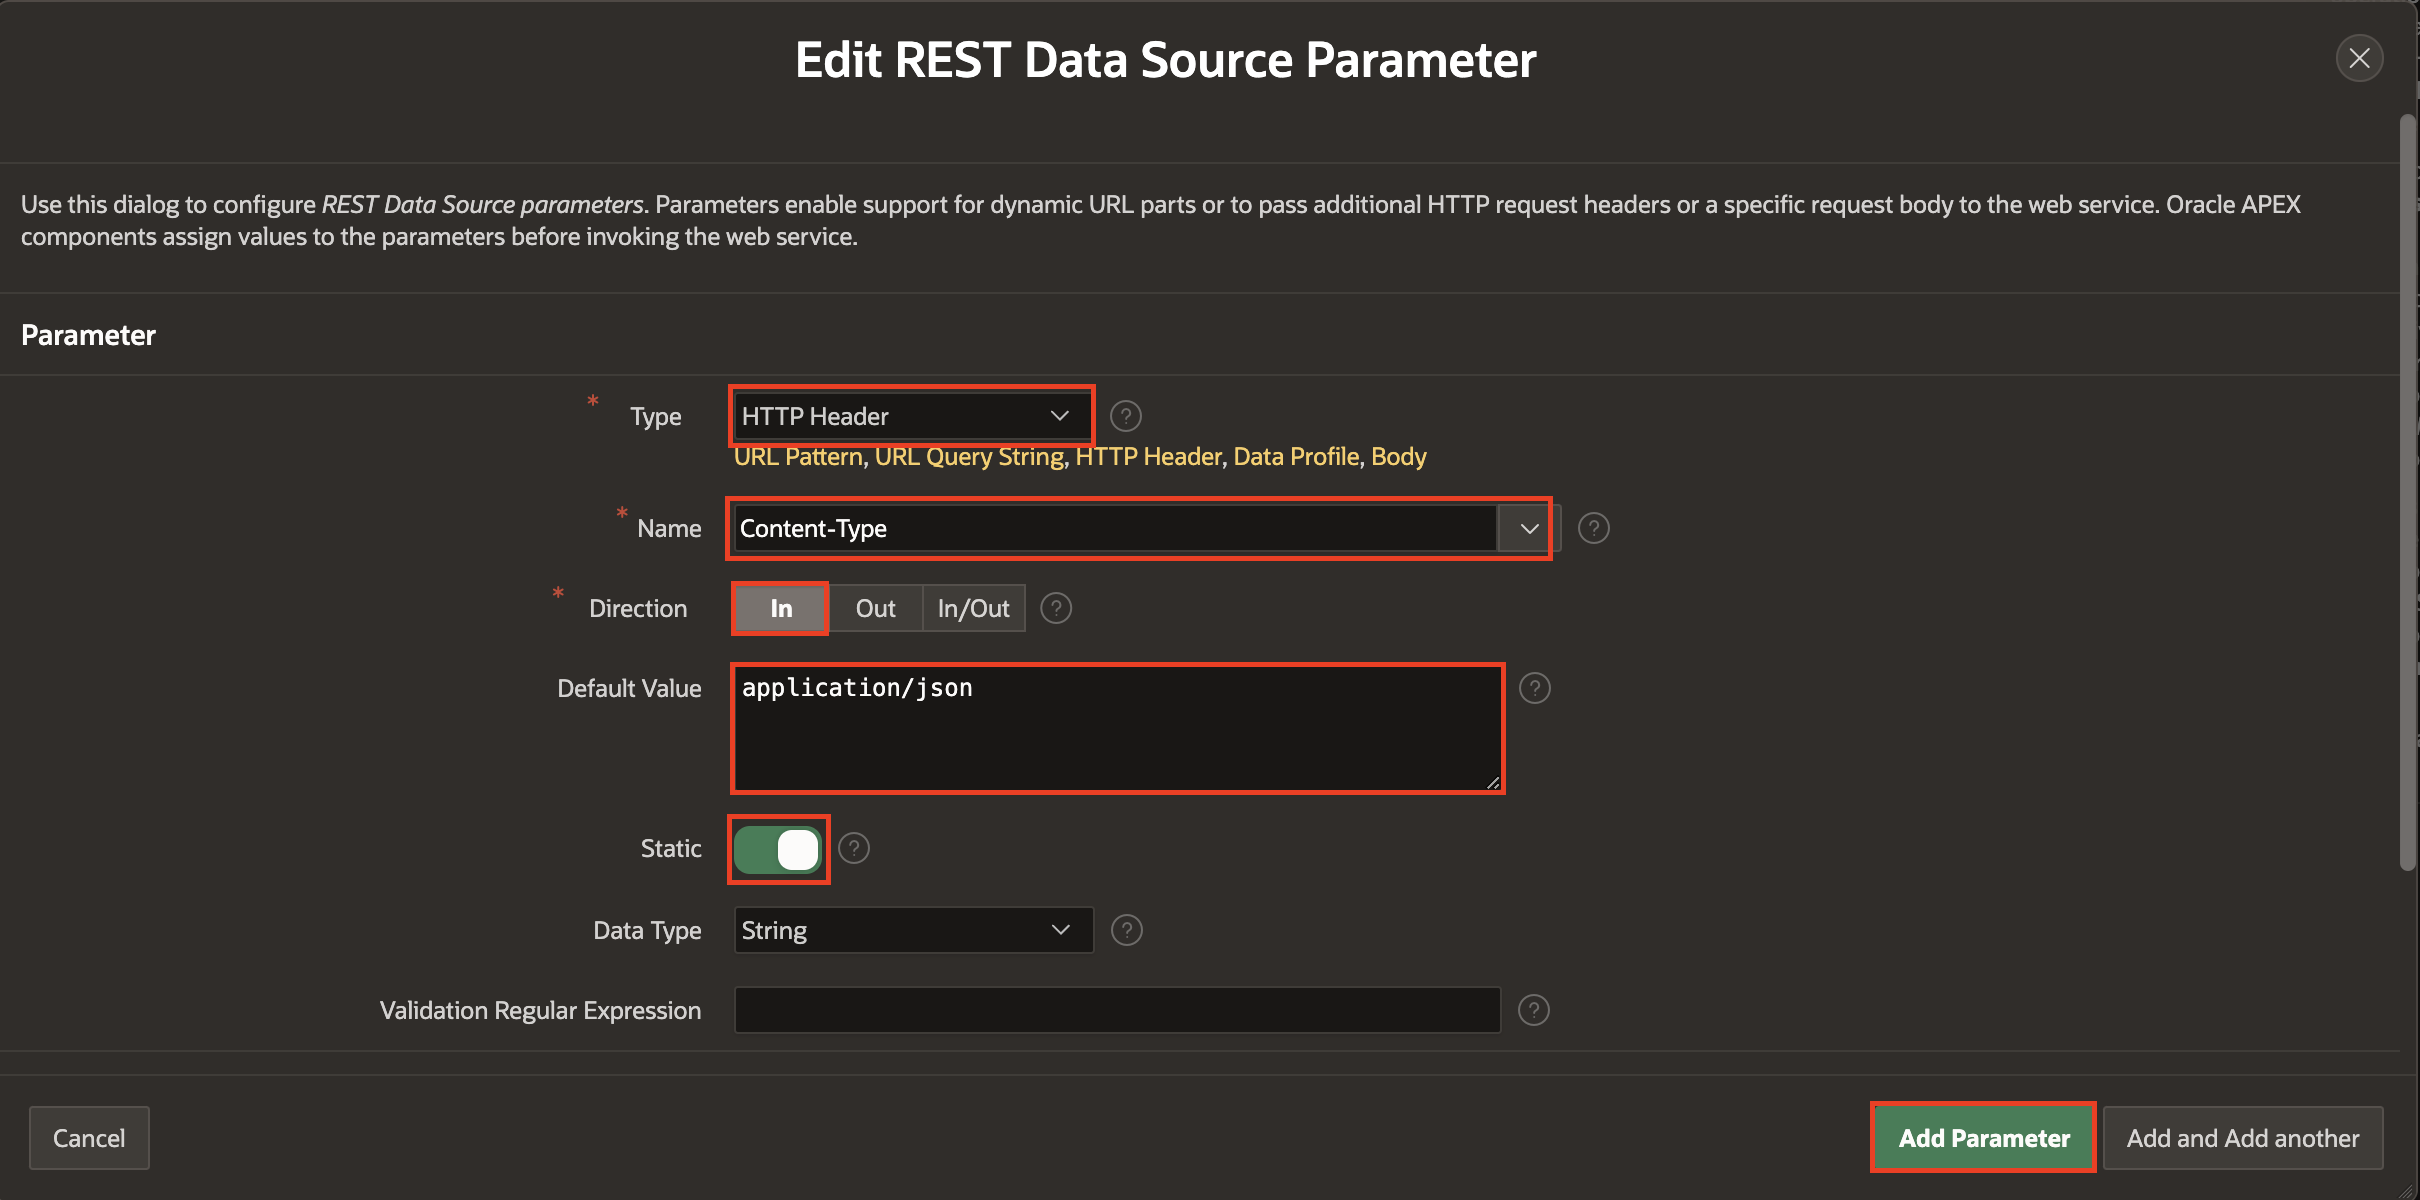 Edit REST Data Source Parameter
Use this dialog to configure REST Data Source parameters. Parameters enable support for dynamic URL parts or to pass additional HTTP request headers or a specific request body to the web service. Oracle APEX
components assign values to the parameters before invoking the web service.
Parameter
* Type HTTP Header ?
URL Pattern, URL Query String, HTTP Header, Data Profile, Body
* Name Content-Type ?
* Direction In Out In/Out ?
Default Value application/json ?
Static ?
Data Type String ?
Validation Regular Expression ?
Cancel Add Parameter Add and Add another